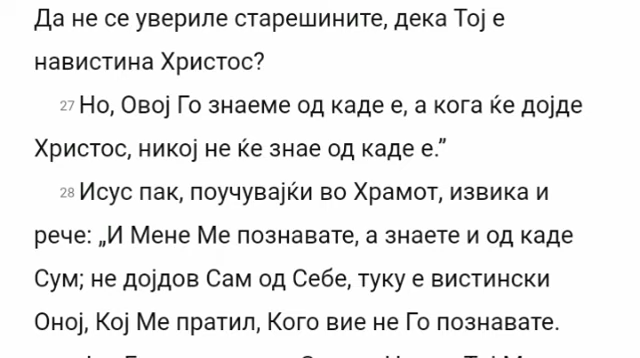 Да не се увериле старешините, дека Тој е
навистина Христос?
27 Но, Овој Го знаеме од каде е, а кога ќе дојде
Христос, никој не ќе знае од каде е.”
28 Исус пак, поучувајќи во Храмот, извика и
рече: „И Мене Ме познавате, а знаете и од каде
Сум; не дојдов Сам од Себе, туку е вистински
Оној, Кој Ме пратил, Кого вие не Го познавате.